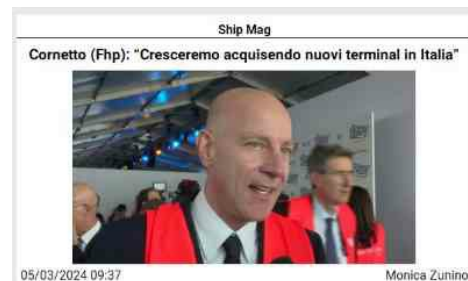 Ship Mag
Cornetto (Fhp): “Cresceremo acquisendo nuovi terminal in Italia”
05/03/2024 09:37
Monica Zunino